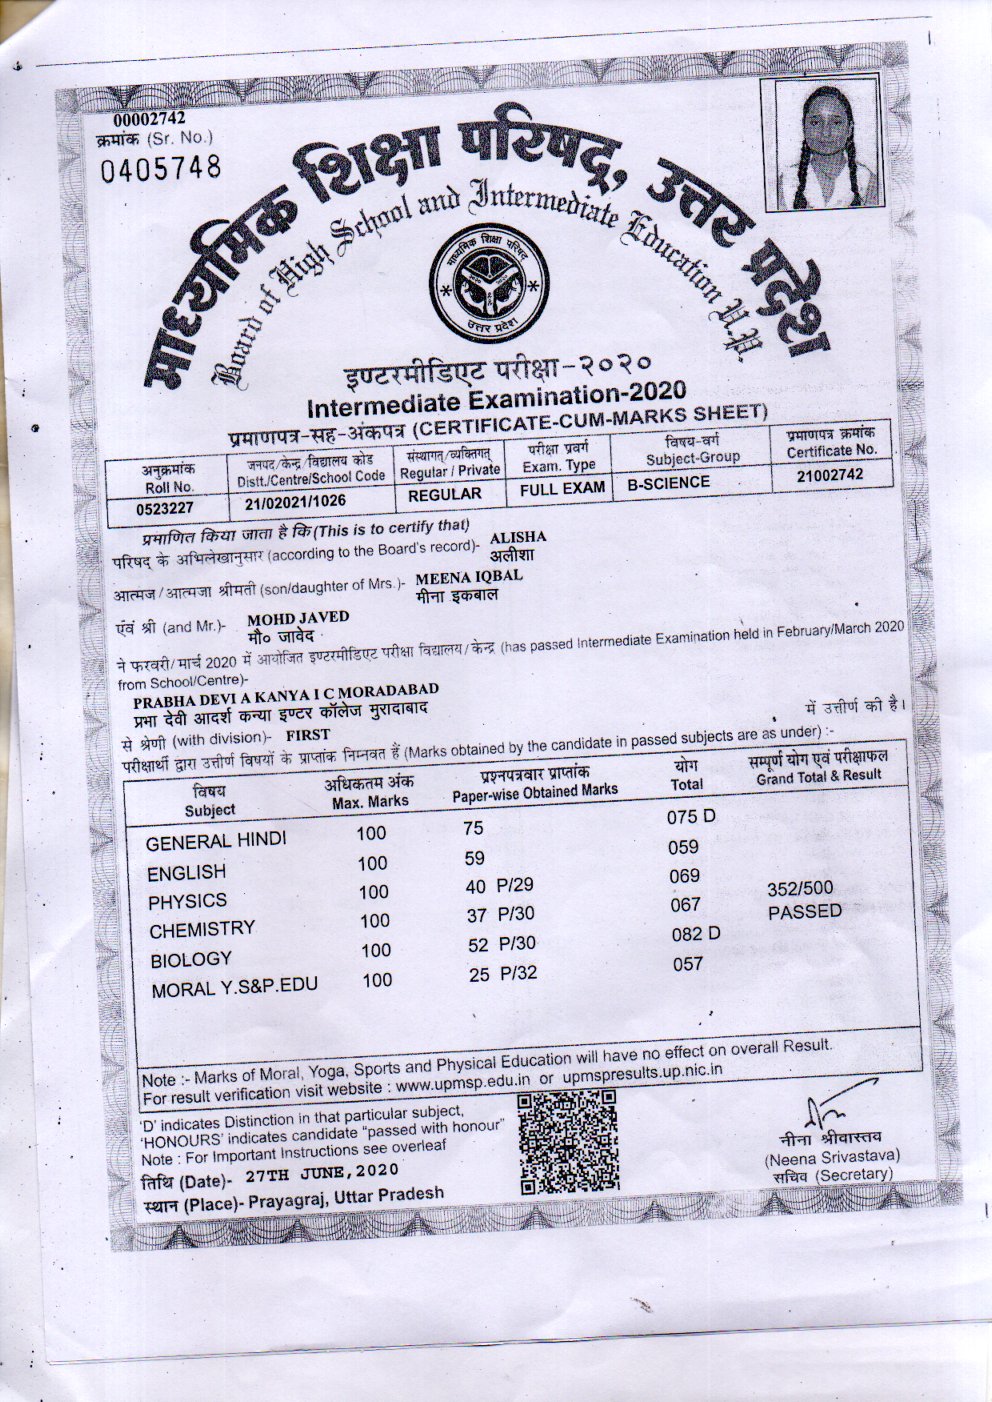 00002742
क्रमांक (Sr. No.)
0405748
माध्यमिक शिक्षा परिषद्, उत्तर प्रदेश
Board of High School and Intermediate Education U.P.
माध्यमिक शिक्षा परिषद
उत्तर प्रदेश
इण्टरमीडिएट परीक्षा-२०२०
Intermediate Examination-2020
प्रमाणपत्र-सह-अंकपत्र (CERTIFICATE-CUM-MARKS SHEET)
अनुक्रमांक जनपद/केन्द्र/विद्यालय कोड संस्थागत्/व्यक्तिगत् परीक्षा प्रवर्ग विषय-वर्ग प्रमाणपत्र क्रमांक
Roll No. Distt./Centre/School Code Regular / Private Exam. Type Subject-Group Certificate No.
0523227 21/02021/1026 REGULAR FULL EXAM B-SCIENCE 21002742
प्रमाणित किया जाता है कि (This is to certify that)
परिषद के अभिलेखानुसार (according to the Board's record)- ALISHA
अलीशा
आत्मज/आत्मजा श्रीमती (son/daughter of Mrs.)- MEENA IQBAL
मीना इकबाल
एंवं श्री (and Mr.)- MOHD JAVED
मौ० जावेद
ने फरवरी/मार्च 2020 में आयोजित इण्टरमीडिएट परीक्षा विद्यालय/केन्द्र (has passed Intermediate Examination held in February/March 2020
from School/Centre)-
PRABHA DEVI A KANYA I C MORADABAD
प्रभा देवी आदर्श कन्या इण्टर कॉलेज मुरादाबाद
में उत्तीर्ण की है।
से श्रेणी (with division)- FIRST
परीक्षार्थी द्वारा उत्तीर्ण विषयों के प्राप्तांक निम्नवत हैं (Marks obtained by the candidate in passed subjects are as under) :-
विषय अधिकतम अंक प्रश्नपत्रवार प्राप्तांक योग सम्पूर्ण योग एवं परीक्षाफल
Subject Max. Marks Paper-wise Obtained Marks Total Grand Total & Result
GENERAL HINDI 100 75 075 D
ENGLISH 100 59 059
PHYSICS 100 40 P/29 069 352/500
CHEMISTRY 100 37 P/30 067 PASSED
BIOLOGY 100 52 P/30 082 D
MORAL Y.S&P.EDU 100 25 P/32 057
Note :- Marks of Moral, Yoga, Sports and Physical Education will have no effect on overall Result.
For result verification visit website : www.upmsp.edu.in or upmspresults.up.nic.in
'D' indicates Distinction in that particular subject,
'HONOURS' indicates candidate "passed with honour"
Note : For Important Instructions see overleaf
तिथि (Date)- 27TH JUNE, 2020
स्थान (Place)- Prayagraj, Uttar Pradesh
नीना श्रीवास्तव
(Neena Srivastava)
सचिव (Secretary)